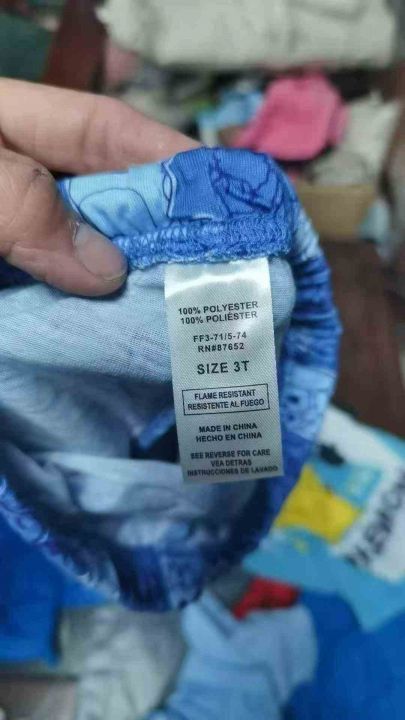 100% POLYESTER
100% POLIÉSTER
FF3-71/5-74
RN#87652
SIZE 3T
FLAME RESISTANT
RESISTENTE AL FUEGO
MADE IN CHINA
HECHO EN CHINA
SEE REVERSE FOR CARE
VEA DETRAS
INSTRUCCIONES DE LAVADO